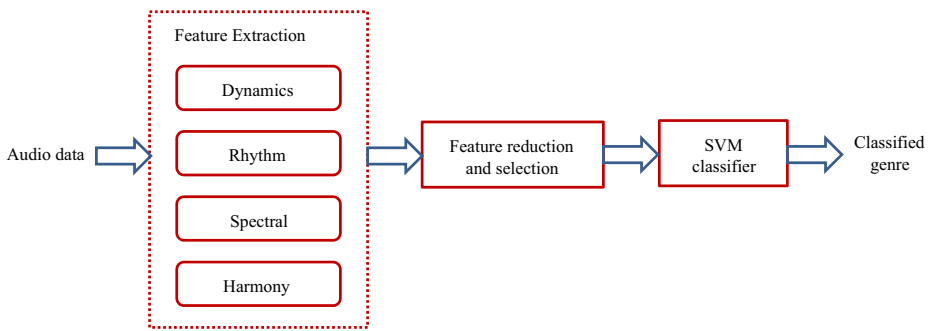 Feature Extraction
Dynamics
Rhythm
Spectral
Harmony
Audio data
Feature reduction
and selection
SVM
classifier
Classified
genre